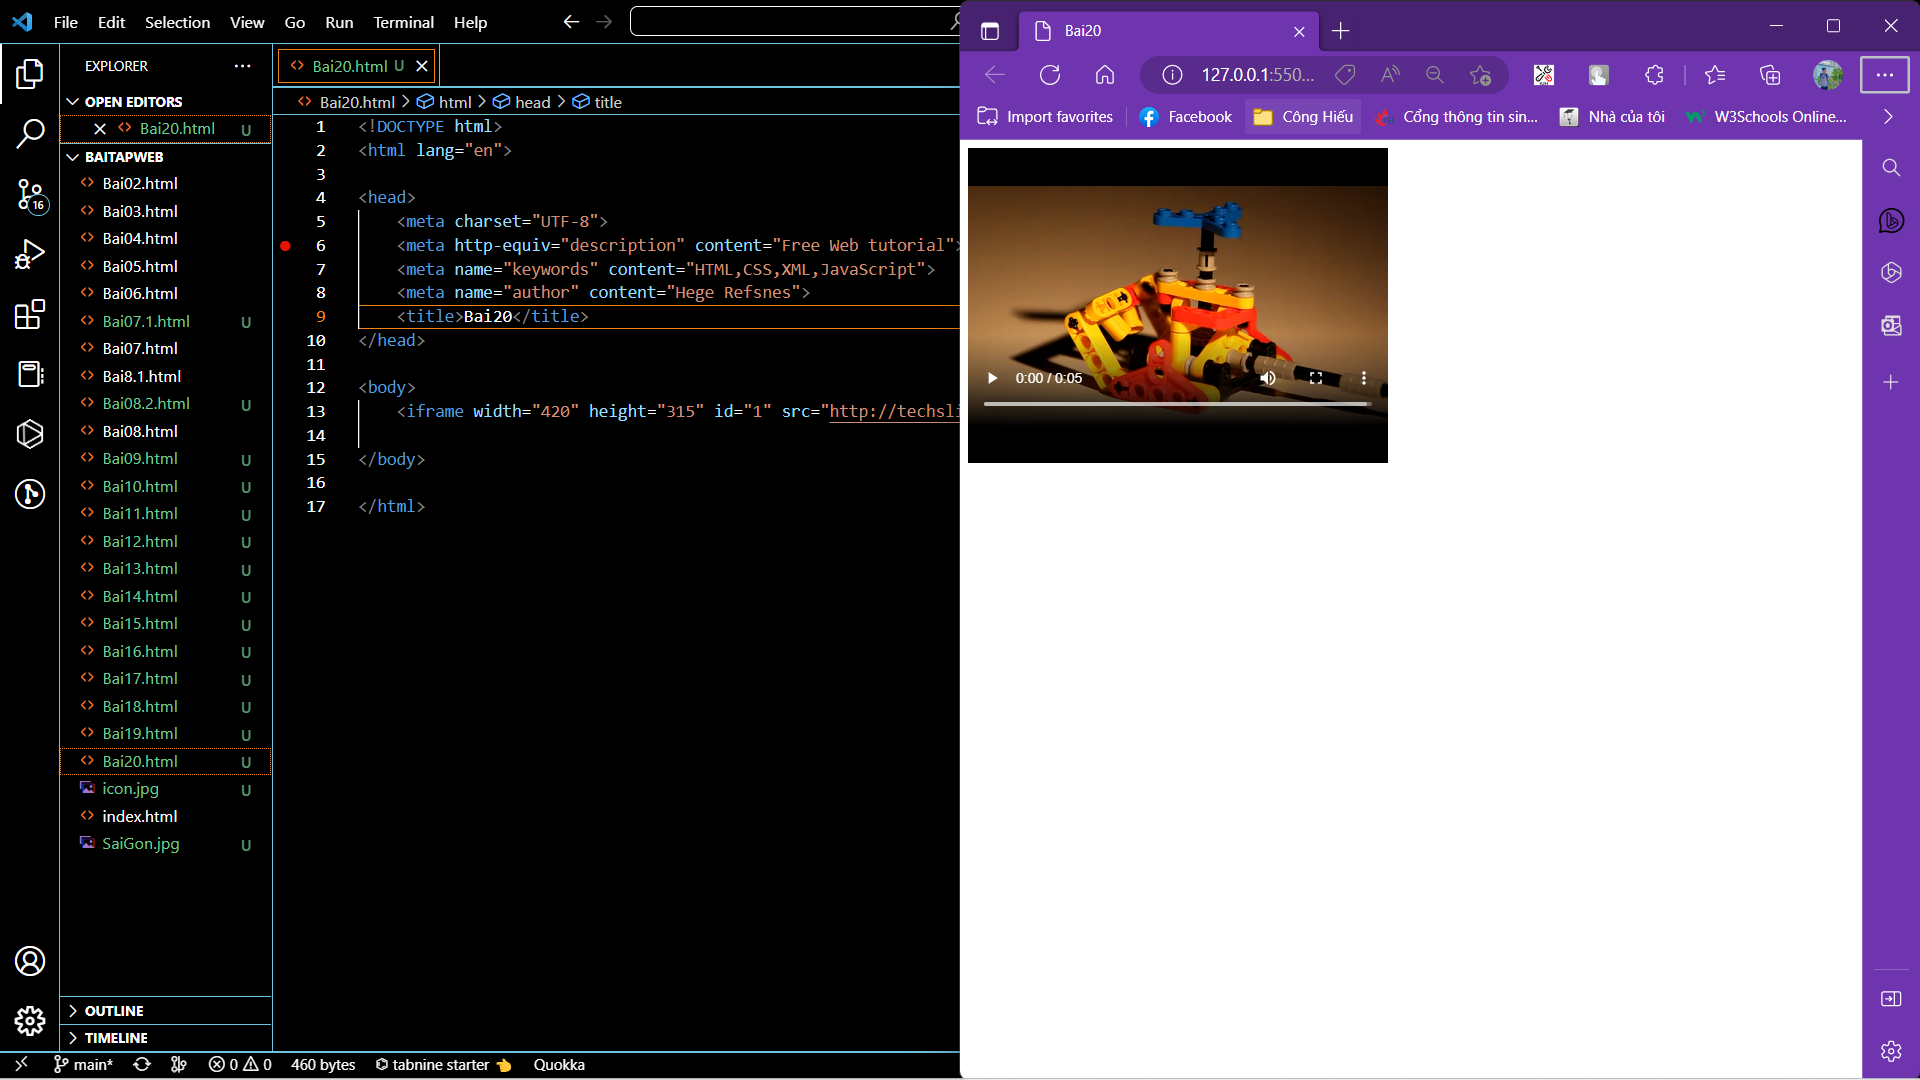 File Edit Selection View Go Run Terminal Help
EXPLORER
OPEN EDITORS
Bai20.html U
BAITAPWEB
Bai02.html
Bai03.html
Bai04.html
Bai05.html
Bai06.html
Bai07.1.html U
Bai07.html
Bai8.1.html
Bai08.2.html U
Bai08.html
Bai09.html U
Bai10.html U
Bai11.html U
Bai12.html U
Bai13.html U
Bai14.html U
Bai15.html U
Bai16.html U
Bai17.html U
Bai18.html U
Bai19.html U
Bai20.html U
icon.jpg U
index.html
SaiGon.jpg U
OUTLINE
TIMELINE
16
Bai20.html U
Bai20.html > html > head > title
1 <!DOCTYPE html>
2 <html lang="en">
3
4 <head>
5 <meta charset="UTF-8">
6 <meta http-equiv="description" content="Free Web tutorial">
7 <meta name="keywords" content="HTML,CSS,XML,JavaScript">
8 <meta name="author" content="Hege Refsnes">
9 <title>Bai20</title>
10 </head>
11
12 <body>
13 <iframe width="420" height="315" id="1" src="http://techsli
14
15 </body>
16
17 </html>
main* 0 0 460 bytes tabnine starter Quokka
Bai20
127.0.0.1:550...
Import favorites Facebook Công Hiếu Cổng thông tin sin... Nhà của tôi W3Schools Online...
0:00 / 0:05